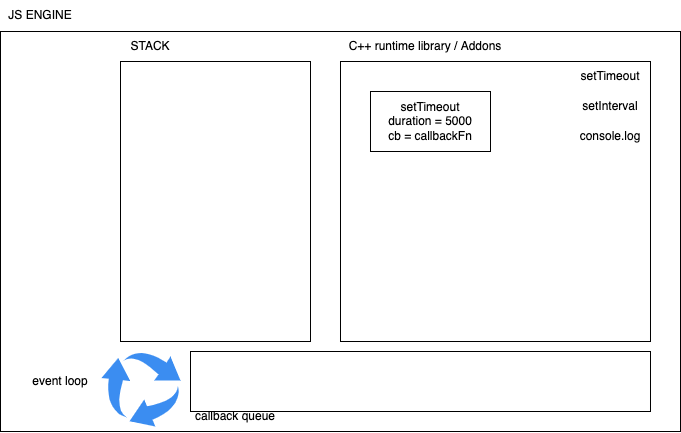 JS ENGINE
STACK
C++ runtime library / Addons
setTimeout
setTimeout
duration = 5000
cb = callbackFn
setInterval
console.log
event loop
callback queue